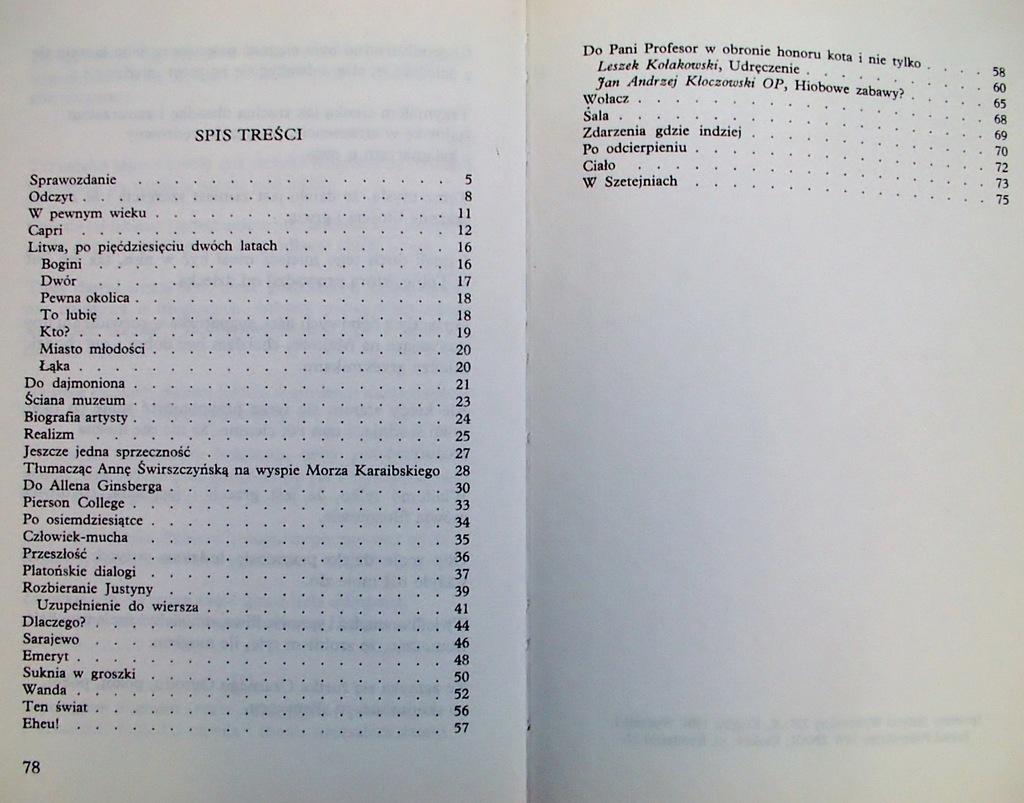 SPIS TREŚCI
Sprawozdanie . . . . . . . . . . . . . . . . . 5
Odczyt . . . . . . . . . . . . . . . . . . . 8
W pewnym wieku . . . . . . . . . . . . . . . 11
Capri . . . . . . . . . . . . . . . . . . . 12
Litwa, po pięćdziesięciu dwóch latach . . . . . . . . 16
Bogini . . . . . . . . . . . . . . . . . . 16
Dwór . . . . . . . . . . . . . . . . . . 17
Pewna okolica . . . . . . . . . . . . . . . . 18
To lubię . . . . . . . . . . . . . . . . . 18
Kto? . . . . . . . . . . . . . . . . . . . 19
Miasto młodości . . . . . . . . . . . . . . . 20
Łąka . . . . . . . . . . . . . . . . . . . 20
Do dajmoniona . . . . . . . . . . . . . . . . 21
Ściana muzeum . . . . . . . . . . . . . . . . 23
Biografia artysty . . . . . . . . . . . . . . . . 24
Realizm . . . . . . . . . . . . . . . . . . 25
Jeszcze jedna sprzeczność . . . . . . . . . . . . 27
Tłumacząc Annę Świrszczyńską na wyspie Morza Karaibskiego 28
Do Allena Ginsberga . . . . . . . . . . . . . . 30
Pierson College . . . . . . . . . . . . . . . . 33
Po osiemdziesiątce . . . . . . . . . . . . . . . 34
Człowiek-mucha . . . . . . . . . . . . . . . . 35
Przeszłość . . . . . . . . . . . . . . . . . . 36
Platońskie dialogi . . . . . . . . . . . . . . . 37
Rozbieranie Justyny . . . . . . . . . . . . . . 39
Uzupełnienie do wiersza . . . . . . . . . . . . 41
Dlaczego? . . . . . . . . . . . . . . . . . . 44
Sarajewo . . . . . . . . . . . . . . . . . . 46
Emeryt . . . . . . . . . . . . . . . . . . . 48
Suknia w groszki . . . . . . . . . . . . . . . 50
Wanda . . . . . . . . . . . . . . . . . . . 52
Ten świat . . . . . . . . . . . . . . . . . . 56
Eheu! . . . . . . . . . . . . . . . . . . . 57
78
Do Pani Profesor w obronie honoru kota i nie tylko . . . . 58
Leszek Kołakowski, Udręczenie . . . . . . . . . . 60
Jan Andrzej Kłoczowski OP, Hiobowe zabawy? . . . . . 65
Wołacz . . . . . . . . . . . . . . . . . . . 68
Sala . . . . . . . . . . . . . . . . . . . . 69
Zdarzenia gdzie indziej . . . . . . . . . . . . . 70
Po odcierpieniu . . . . . . . . . . . . . . . . 72
Ciało . . . . . . . . . . . . . . . . . . . 73
W Szetejniach . . . . . . . . . . . . . . . . 75